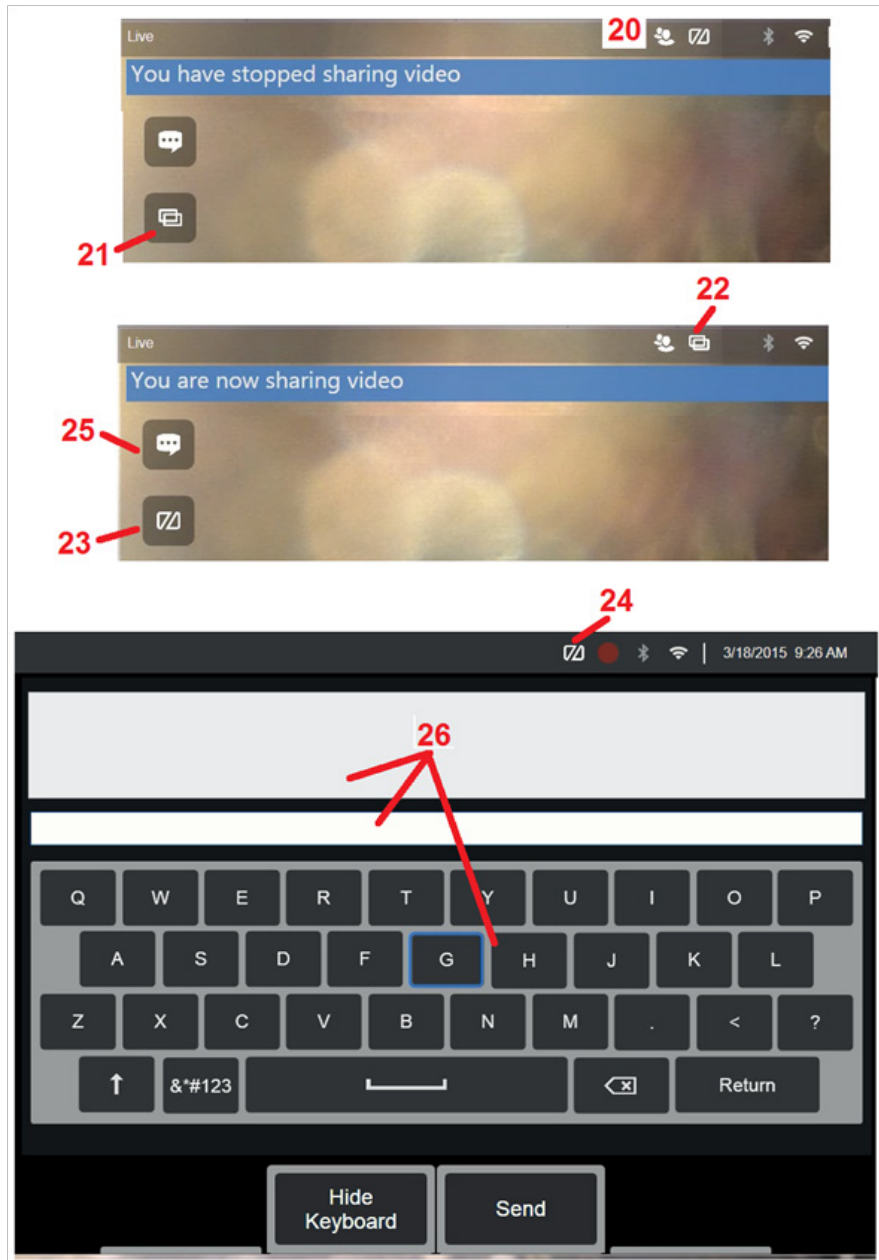 20
Live
You have stopped sharing video
21
22
Live
You are now sharing video
25
23
24
3/18/2015 9:26 AM
26
Q W E R T Y U I O P
A S D F G H J K L
Z X C V B N M . < ?
&*#123 Return
Hide
Keyboard
Send